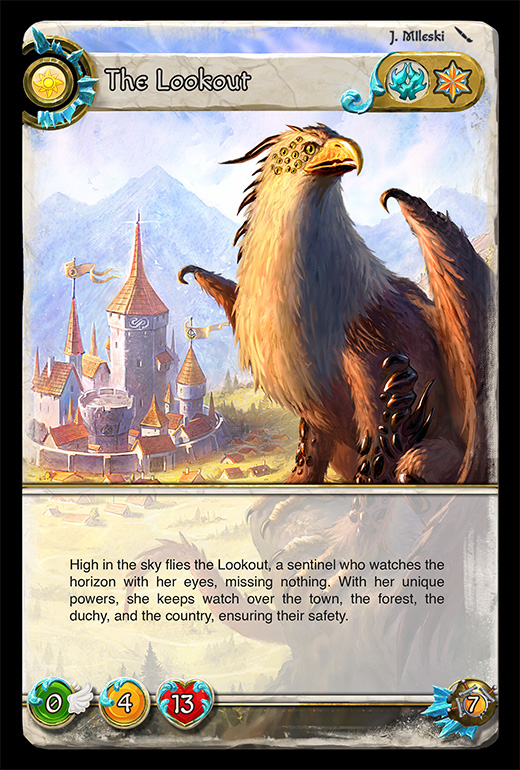 J. MIleski
The Lookout
High in the sky flies the Lookout, a sentinel who watches the
horizon with her eyes, missing nothing. With her unique
powers, she keeps watch over the town, the forest, the
duchy, and the country, ensuring their safety.
0 4 13 7